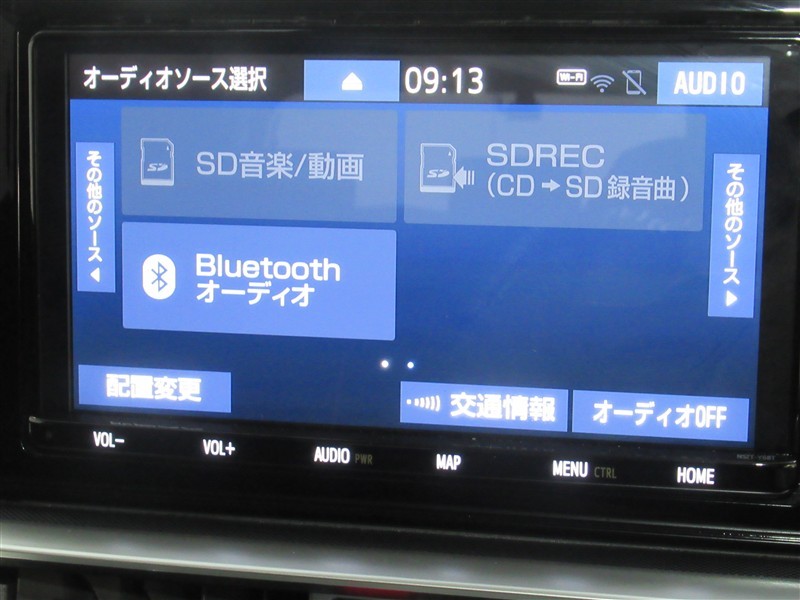 オーディオソース選択
09:13
Wi-Fi
AUDIO
その他のソース
SD音楽/動画
SDREC
(CD➡SD録音曲)
その他のソース
Bluetooth
オーディオ
配置変更
交通情報
オーディオOFF
VOL-
VOL+
AUDIO PWR
MAP
MENU CTRL
HOME